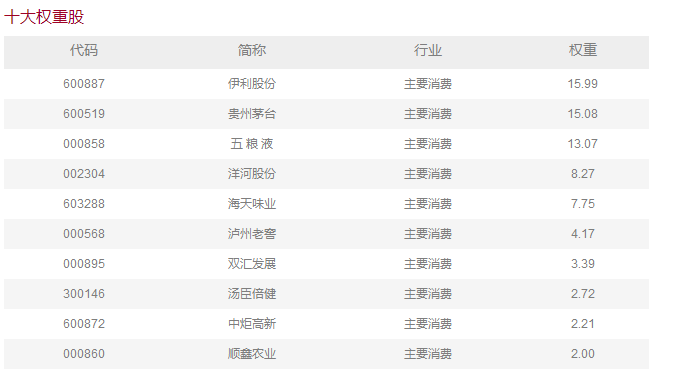 十大权重股
代码 简称 行业 权重
600887 伊利股份 主要消费 15.99
600519 贵州茅台 主要消费 15.08
000858 五 粮 液 主要消费 13.07
002304 洋河股份 主要消费 8.27
603288 海天味业 主要消费 7.75
000568 泸州老窖 主要消费 4.17
000895 双汇发展 主要消费 3.39
300146 汤臣倍健 主要消费 2.72
600872 中炬高新 主要消费 2.21
000860 顺鑫农业 主要消费 2.00